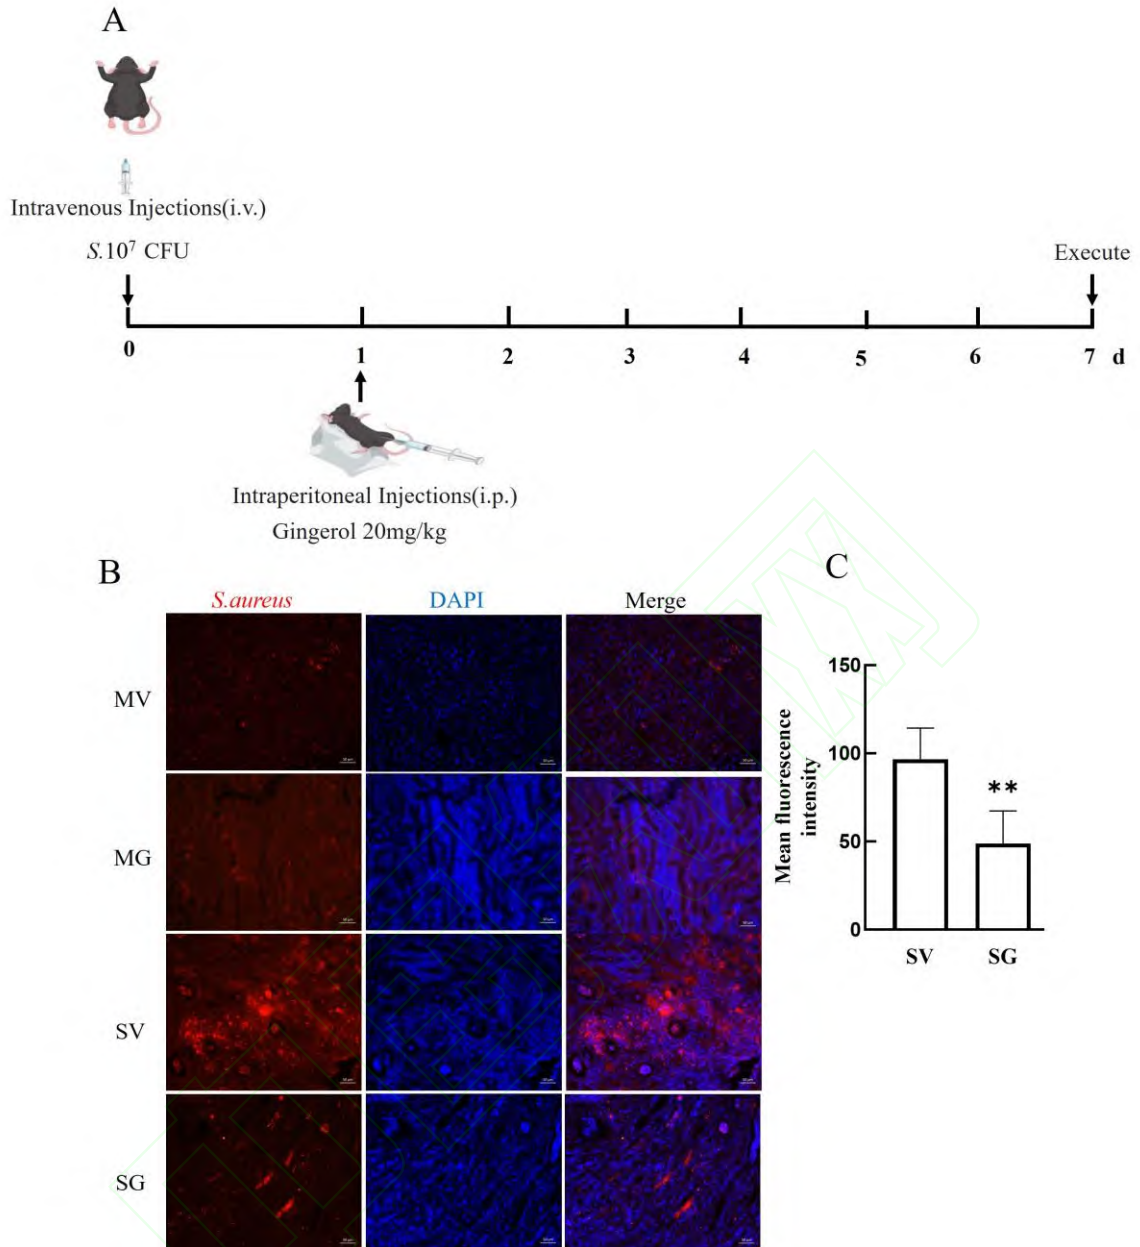 A
Intravenous Injections(i.v.)
S.10⁷ CFU
Execute
0 1 2 3 4 5 6 7 d
Intraperitoneal Injections(i.p.)
Gingerol 20mg/kg
B
S.aureus DAPI Merge
MV
MG
SV
SG
C
Mean fluorescence
intensity
150
100
**
50
0
SV SG